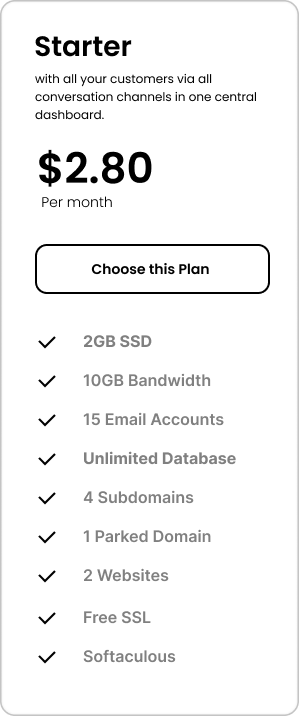 Starter
with all your customers via all
conversation channels in one central
dashboard.
$2.80
Per month
Choose this Plan
2GB SSD
10GB Bandwidth
15 Email Accounts
Unlimited Database
4 Subdomains
1 Parked Domain
2 Websites
Free SSL
Softaculous